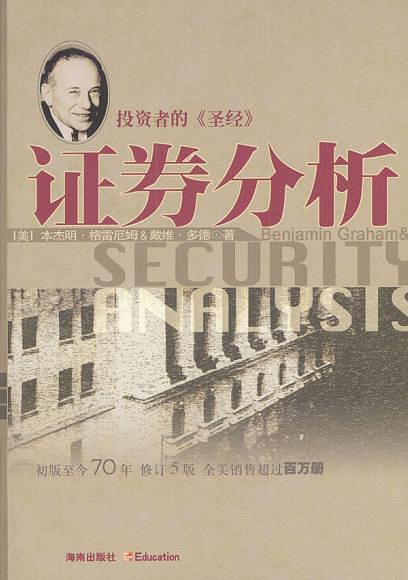 投资者的《圣经》
证券分析
[美] 本杰明·格雷厄姆&戴维·多德⊙著
Benjamin Graham&
SECURITY
ANALYSIS
初版至今70年 修订5版 全美销售超过百万册
海南出版社 Education